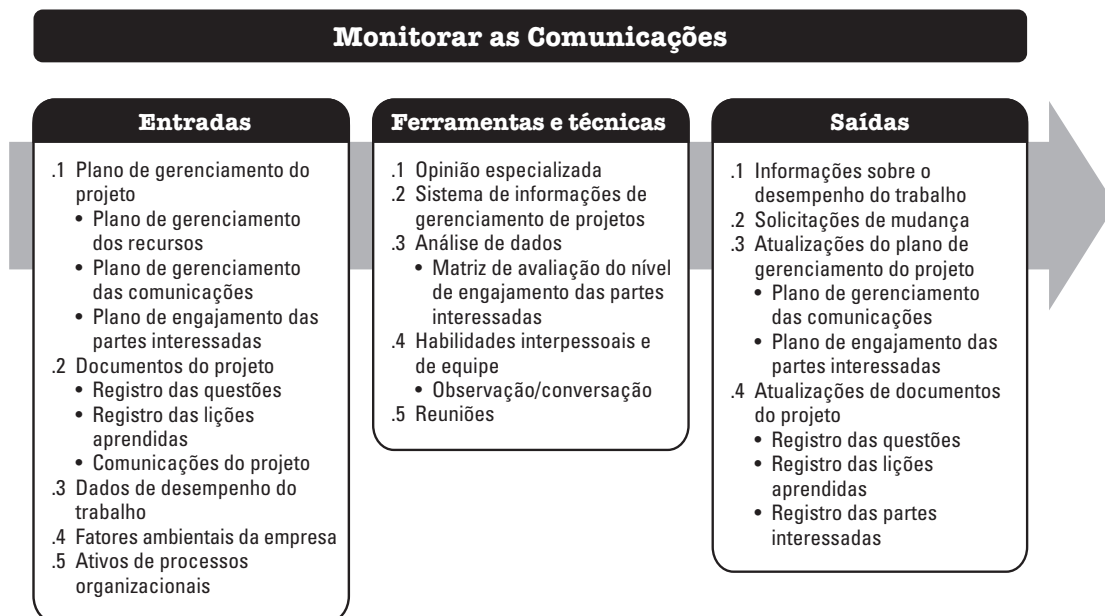 Monitorar as Comunicações
Entradas
.1 Plano de gerenciamento do
projeto
• Plano de gerenciamento
dos recursos
• Plano de gerenciamento
das comunicações
• Plano de engajamento das
partes interessadas
.2 Documentos do projeto
• Registro das questões
• Registro das lições
aprendidas
• Comunicações do projeto
.3 Dados de desempenho do
trabalho
.4 Fatores ambientais da empresa
.5 Ativos de processos
organizacionais
Ferramentas e técnicas
.1 Opinião especializada
.2 Sistema de informações de
gerenciamento de projetos
.3 Análise de dados
• Matriz de avaliação do nível
de engajamento das partes
interessadas
.4 Habilidades interpessoais e
de equipe
• Observação/conversação
.5 Reuniões
Saídas
.1 Informações sobre o
desempenho do trabalho
.2 Solicitações de mudança
.3 Atualizações do plano de
gerenciamento do projeto
• Plano de gerenciamento
das comunicações
• Plano de engajamento das
partes interessadas
.4 Atualizações de documentos
do projeto
• Registro das questões
• Registro das lições
aprendidas
• Registro das partes
interessadas